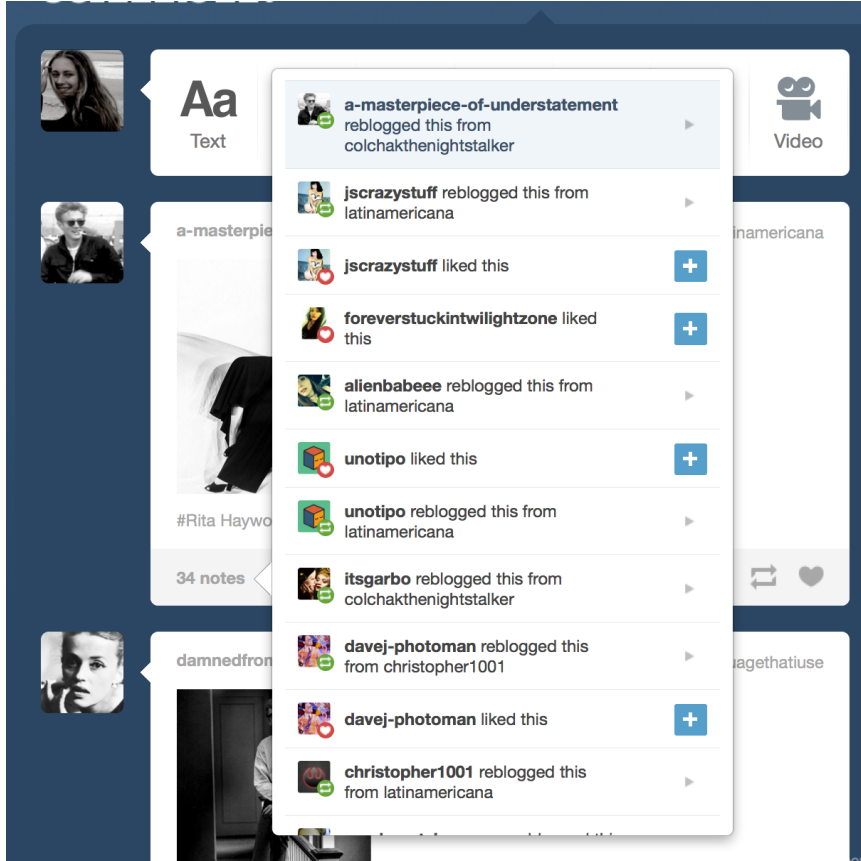 Aa
Text
Video
a-masterpie
inamericana
a-masterpiece-of-understatement
reblogged this from
colchakthenightstalker
jscrazystuff reblogged this from
latinamericana
jscrazystuff liked this
foreverstuckintwilightzone liked
this
alienbabeee reblogged this from
latinamericana
unotipo liked this
unotipo reblogged this from
latinamericana
#Rita Haywo
34 notes
itsgarbo reblogged this from
colchakthenightstalker
damnedfron
uagethatiuse
davej-photoman reblogged this
from christopher1001
davej-photoman liked this
christopher1001 reblogged this
from latinamericana